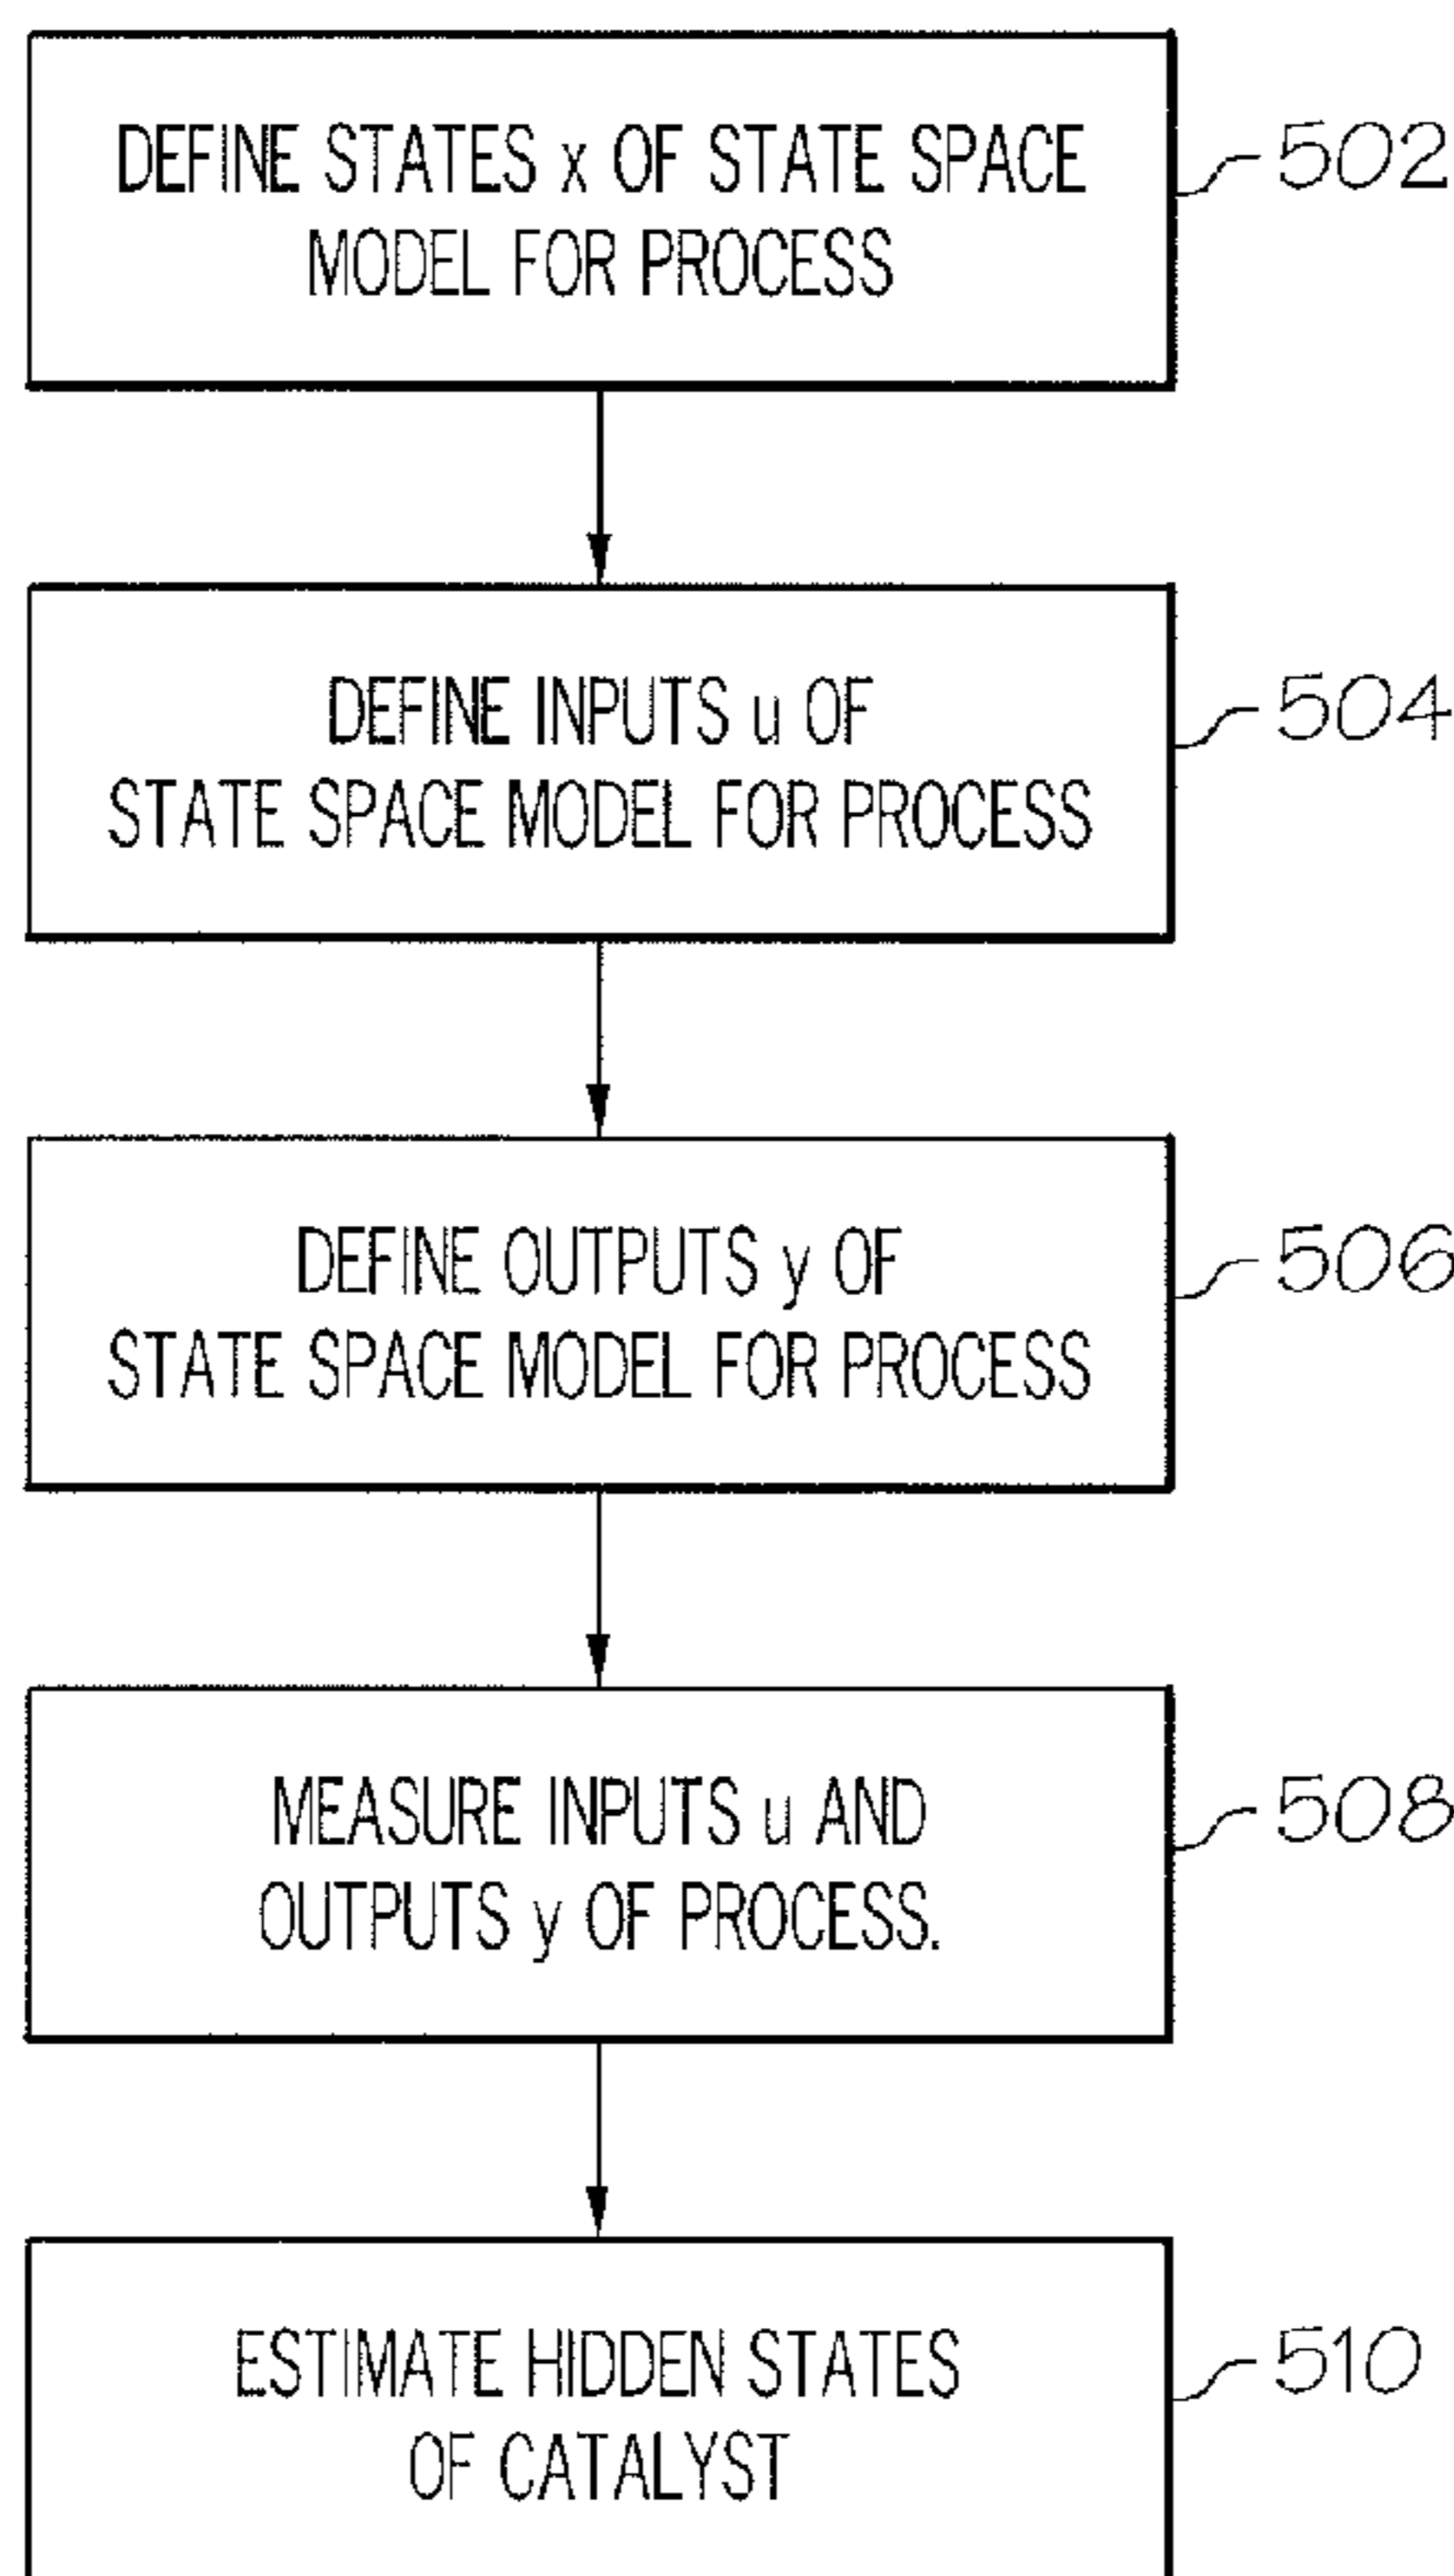 DEFINE STATES x OF STATE SPACE
MODEL FOR PROCESS
502
DEFINE INPUTS u OF
STATE SPACE MODEL FOR PROCESS
504
DEFINE OUTPUTS y OF
STATE SPACE MODEL FOR PROCESS
506
MEASURE INPUTS u AND
OUTPUTS y OF PROCESS.
508
ESTIMATE HIDDEN STATES
OF CATALYST
510